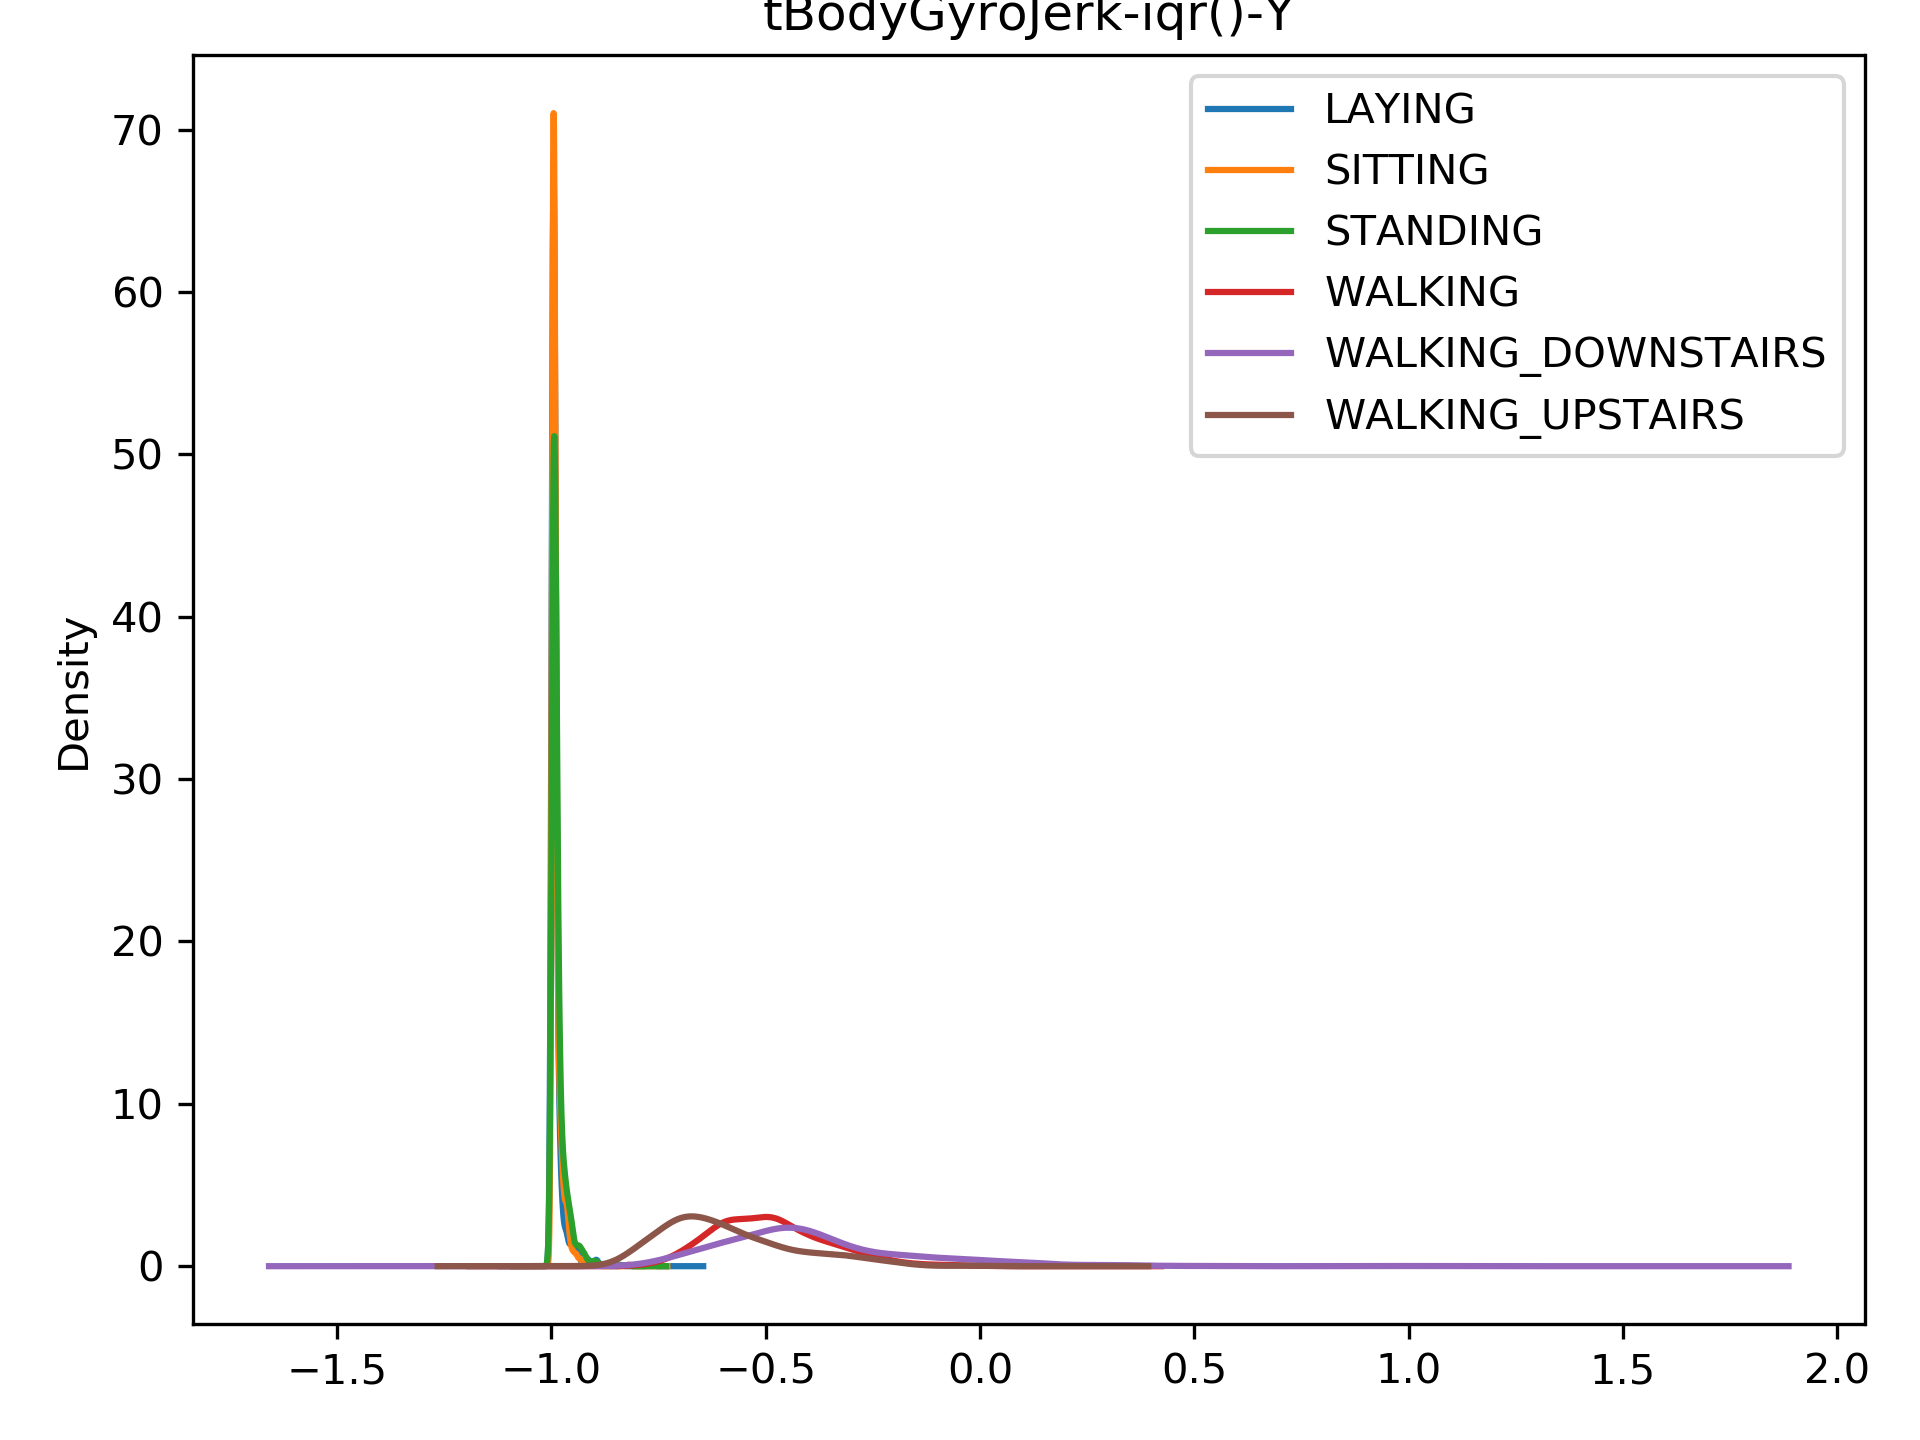 tBodyGyroJerk-iqr()-Y
LAYING
SITTING
STANDING
WALKING
WALKING_DOWNSTAIRS
WALKING_UPSTAIRS
Density
70
60
50
40
30
20
10
0
−1.5 −1.0 −0.5 0.0 0.5 1.0 1.5 2.0